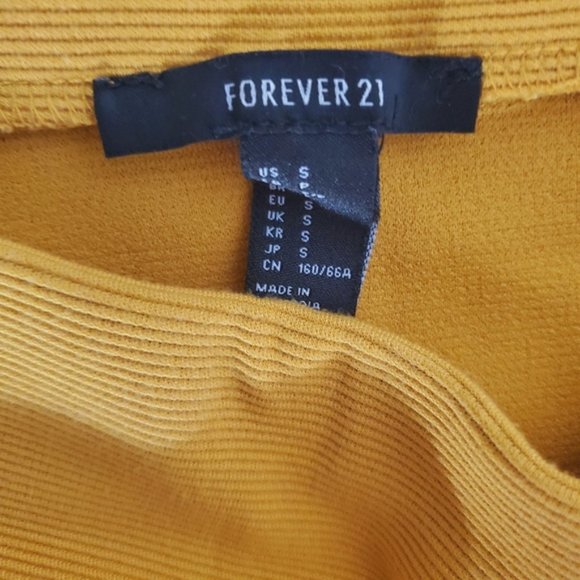 FOREVER 21
US S
EU S
UK S
KR S
JP S
CN 160/66A
MADE IN